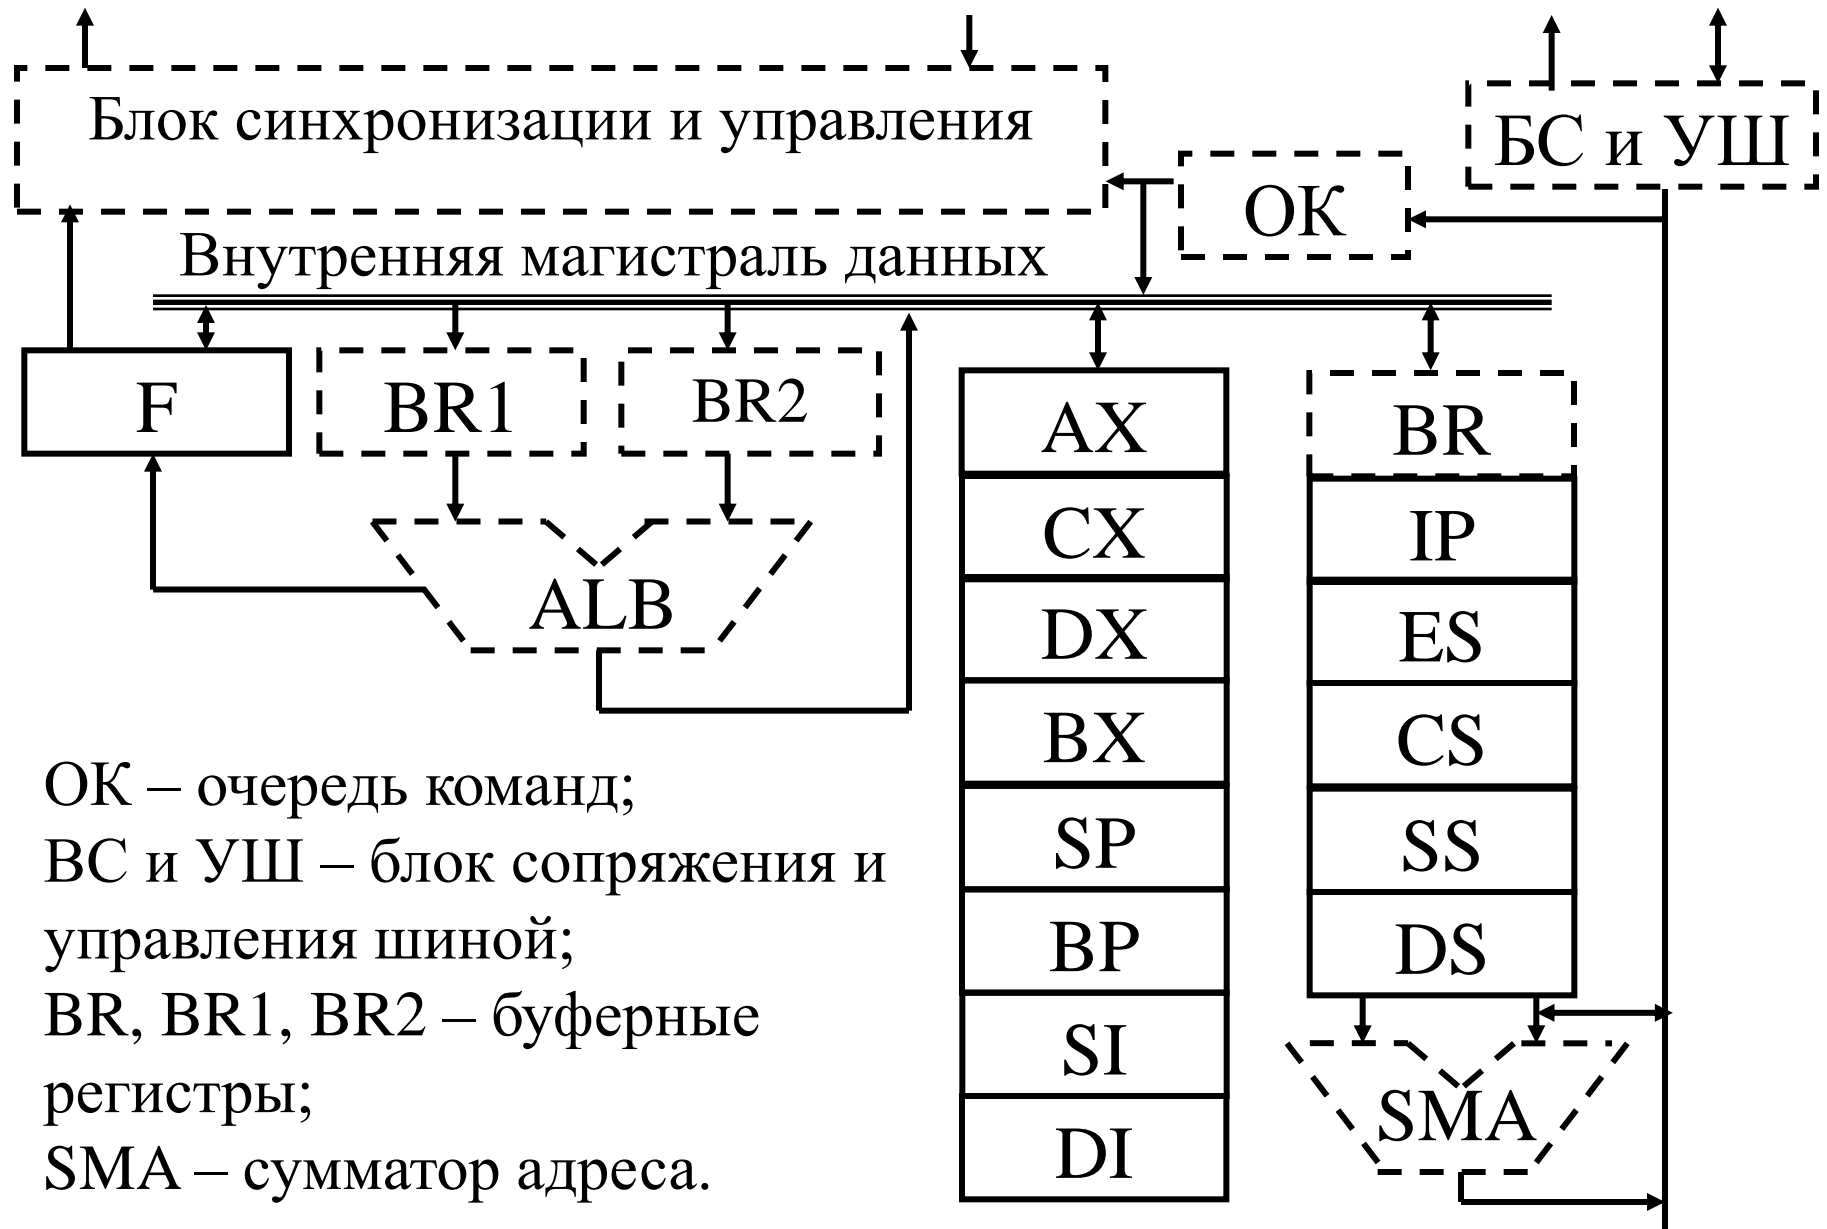 Блок синхронизации и управления
БС и УШ
ОК
Внутренняя магистраль данных
F
BR1
BR2
AX
BR
CX
IP
DX
ES
ALB
BX
CS
SP
SS
BP
DS
SI
SMA
DI
ОК – очередь команд;
ВС и УШ – блок сопряжения и
управления шиной;
BR, BR1, BR2 – буферные
регистры;
SMA – сумматор адреса.